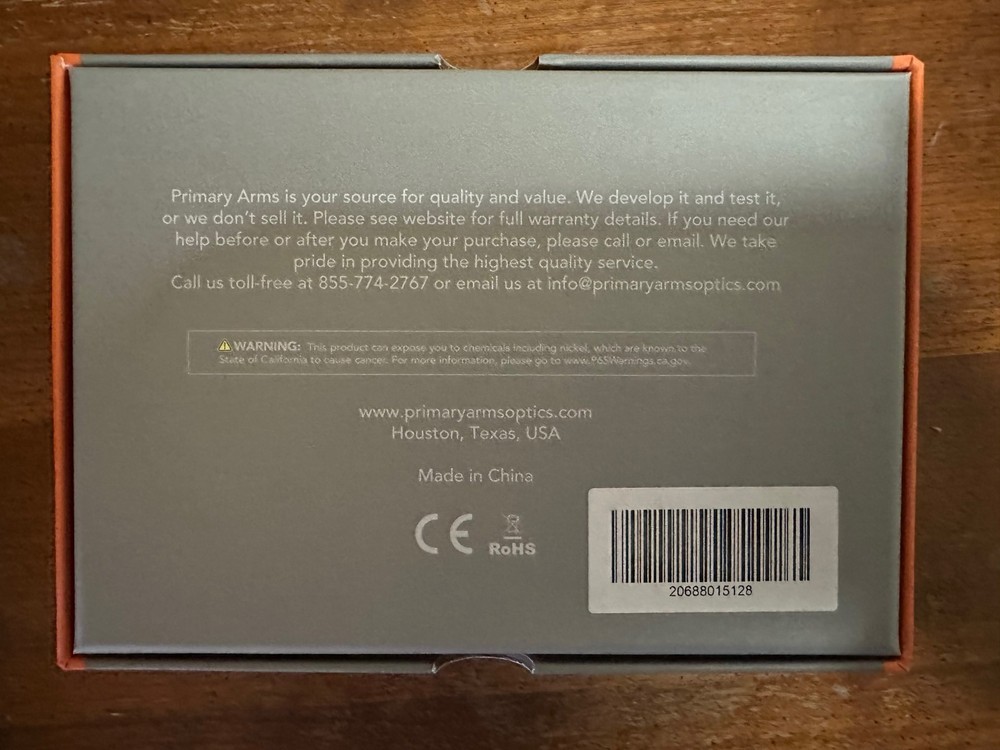 Primary Arms is your source for quality and value. We develop it and test it,
or we don't sell it. Please see website for full warranty details. If you need our
help before or after you make your purchase, please call or email. We take
pride in providing the highest quality service.
Call us toll-free at 855-774-2767 or email us at info@primaryarmsoptics.com
WARNING: This product can expose you to chemicals including nickel, which are known to the
State of California to cause cancer. For more information, please go to www.P65Warnings.ca.gov.
www.primaryarmsoptics.com
Houston, Texas, USA
Made in China
CE RoHS
20688015128